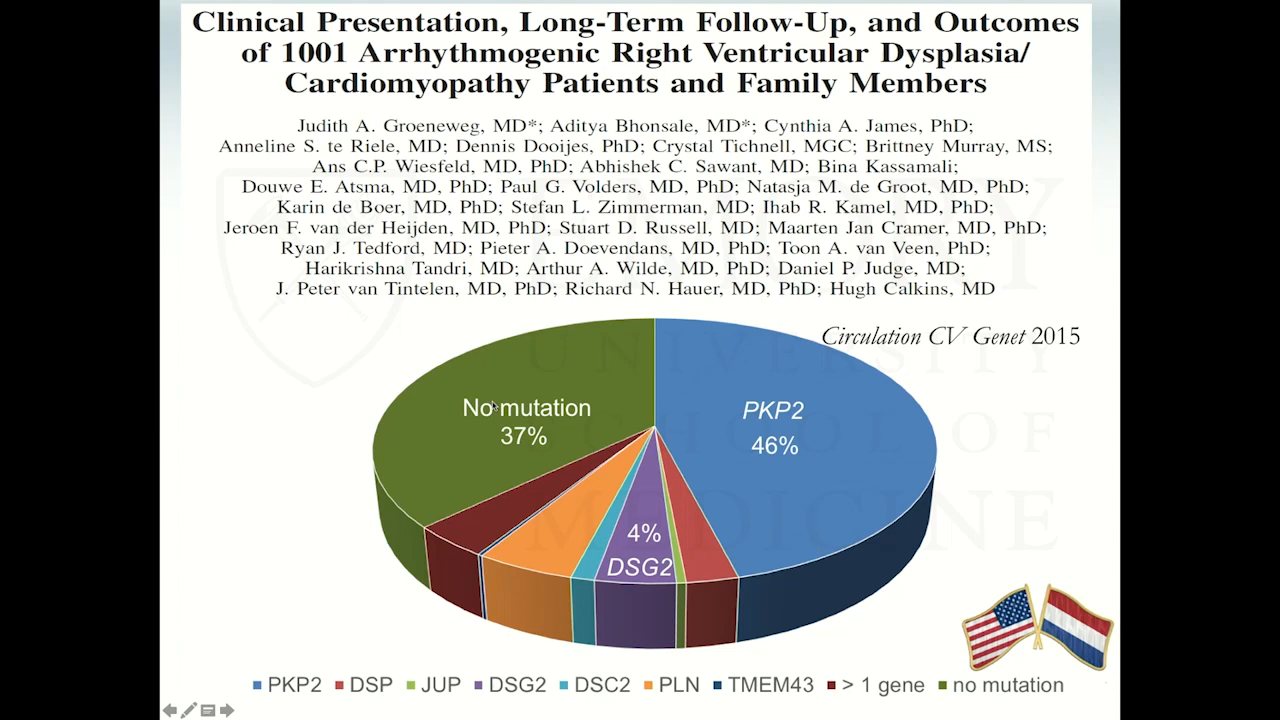 Clinical Presentation, Long-Term Follow-Up, and Outcomes
of 1001 Arrhythmogenic Right Ventricular Dysplasia/
Cardiomyopathy Patients and Family Members
Judith A. Groeneweg, MD*; Aditya Bhonsale, MD*; Cynthia A. James, PhD;
Anneline S. te Riele, MD; Dennis Dooijes, PhD; Crystal Tichnell, MGC; Brittney Murray, MS;
Ans C.P. Wiesfeld, MD, PhD; Abhishek C. Sawant, MD; Bina Kassamali;
Douwe E. Atsma, MD, PhD; Paul G. Volders, MD, PhD; Natasja M. de Groot, MD, PhD;
Karin de Boer, MD, PhD; Stefan L. Zimmerman, MD; Ihab R. Kamel, MD, PhD;
Jeroen F. van der Heijden, MD, PhD; Stuart D. Russell, MD; Maarten Jan Cramer, MD, PhD;
Ryan J. Tedford, MD; Pieter A. Doevendans, MD, PhD; Toon A. van Veen, PhD;
Harikrishna Tandri, MD; Arthur A. Wilde, MD, PhD; Daniel P. Judge, MD;
J. Peter van Tintelen, MD, PhD; Richard N. Hauer, MD, PhD; Hugh Calkins, MD
Circulation CV Genet 2015
UNIVERSITY
SCHOOL OF
MEDICINE
No mutation
37%
PKP2
46%
4%
DSG2
PKP2 DSP JUP DSG2 DSC2 PLN TMEM43 > 1 gene no mutation